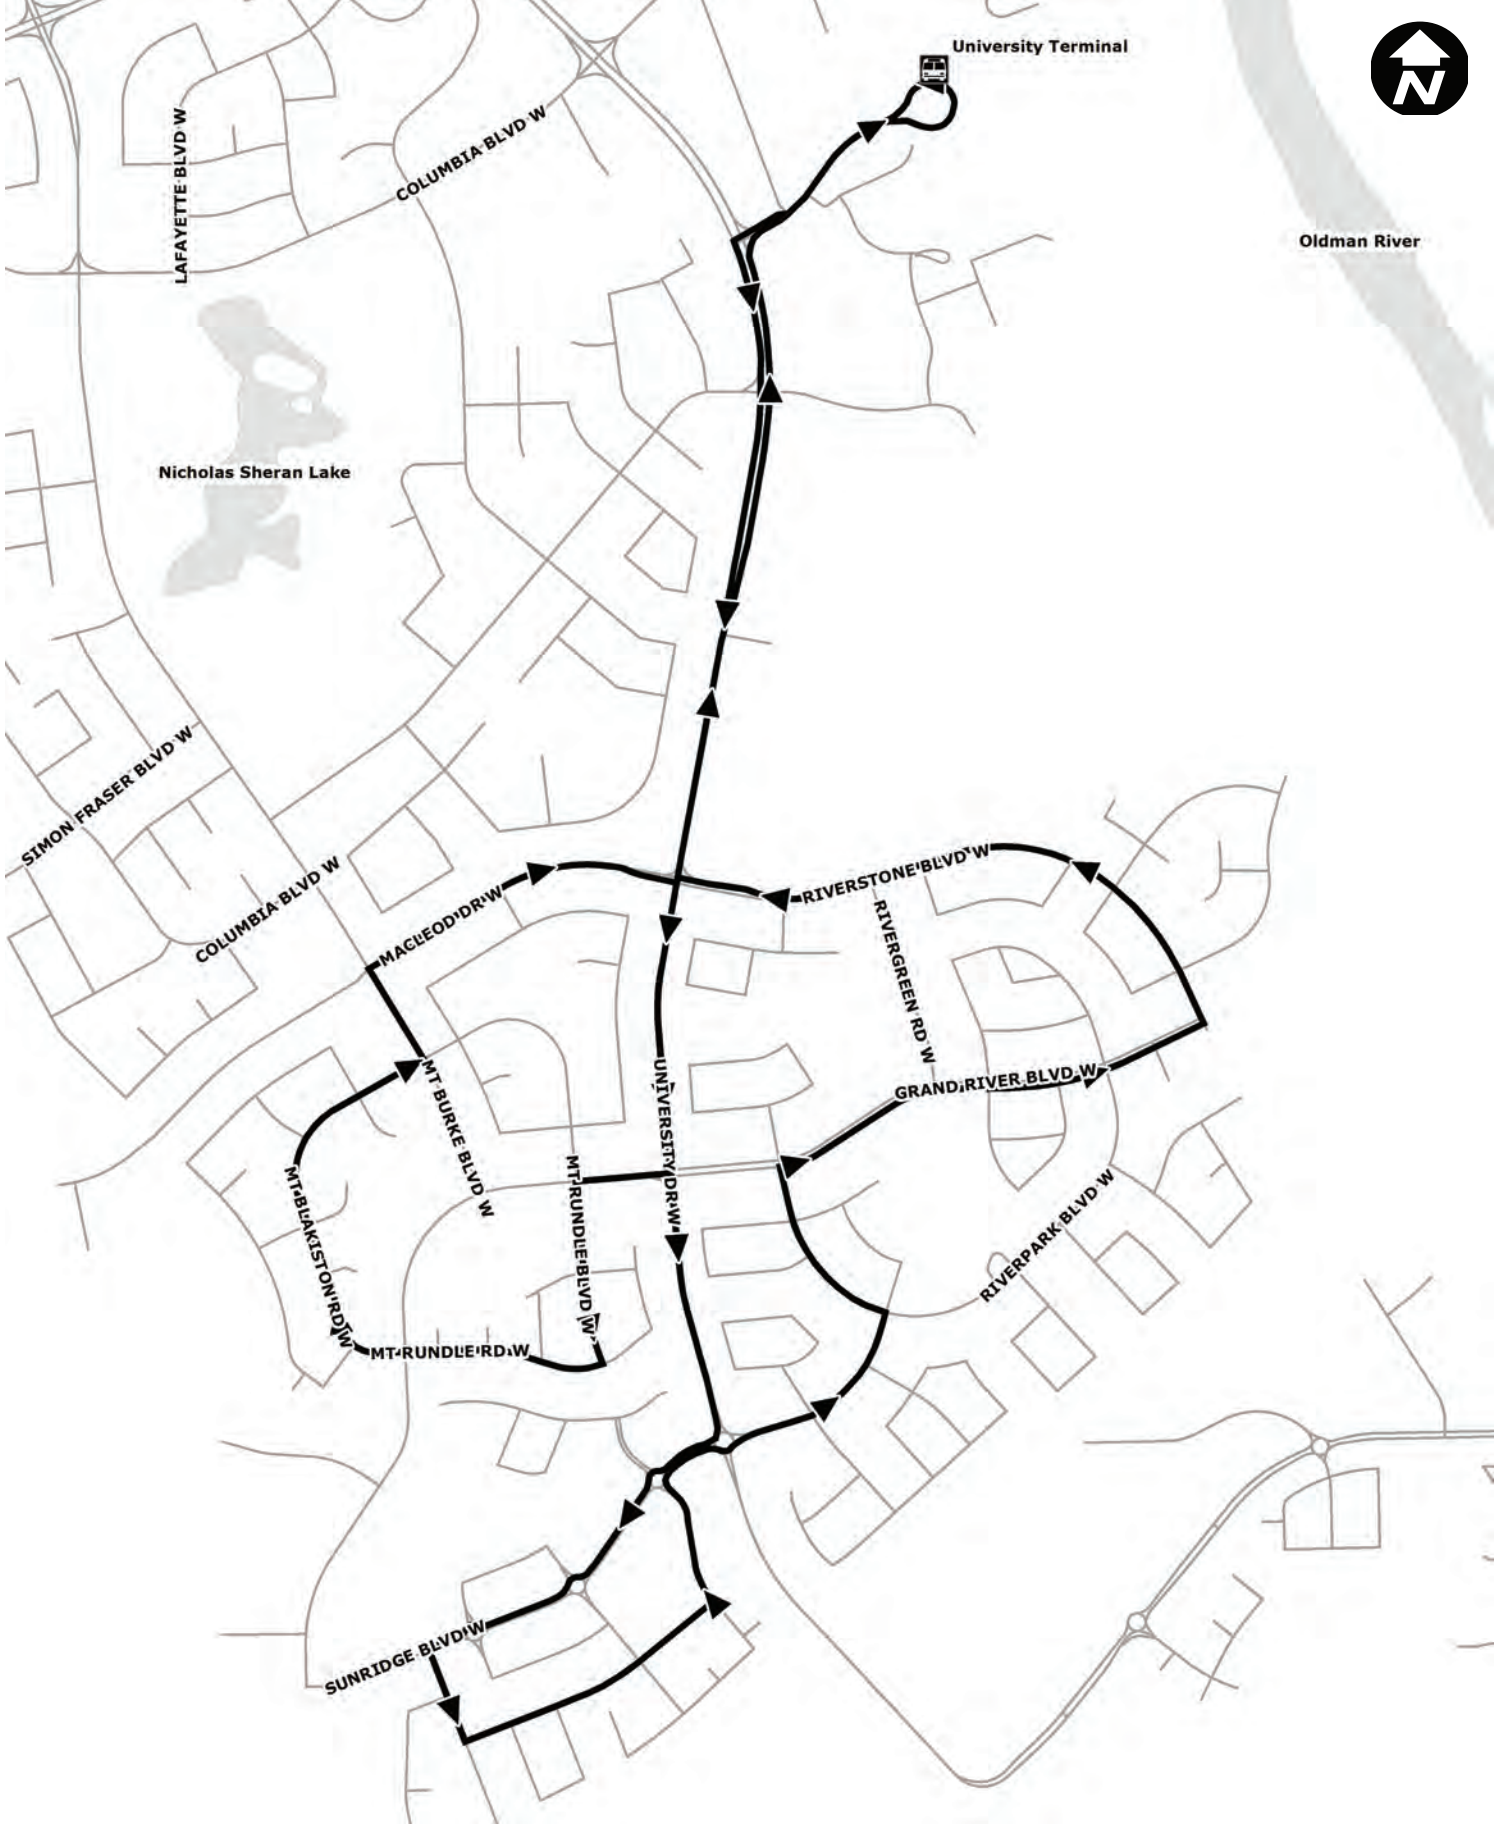 University Terminal
N
LAFAYETTE BLVD W
COLUMBIA BLVD W
Oldman River
Nicholas Sheran Lake
SIMON FRASER BLVD W
COLUMBIA BLVD W
MACLEOD DR W
RIVERSTONE BLVD W
RIVERGREEN RD W
GRAND RIVER BLVD W
MT BURKE BLVD W
UNIVERSITY DR W
MT BLAKISTON RD W
MT RUNDLE BLVD W
RIVERPARK BLVD W
MT RUNDLE RD W
SUNRIDGE BLVD W